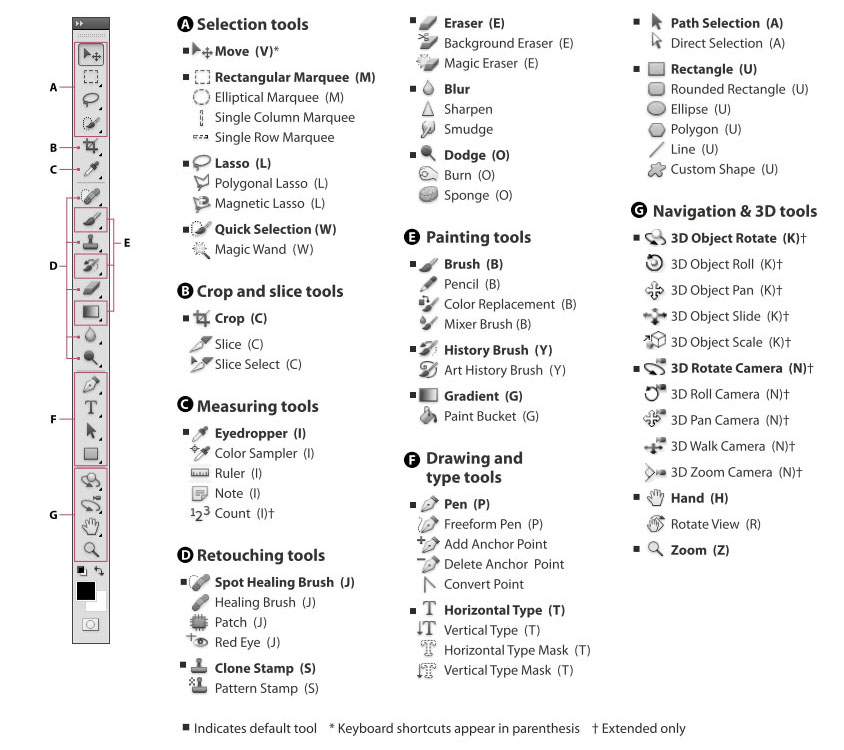 A
B
C
D
E
F
G
A Selection tools
Move (V)*
Rectangular Marquee (M)
Elliptical Marquee (M)
Single Column Marquee
Single Row Marquee
Lasso (L)
Polygonal Lasso (L)
Magnetic Lasso (L)
Quick Selection (W)
Magic Wand (W)
B Crop and slice tools
Crop (C)
Slice (C)
Slice Select (C)
C Measuring tools
Eyedropper (I)
Color Sampler (I)
Ruler (I)
Note (I)
Count (I)†
D Retouching tools
Spot Healing Brush (J)
Healing Brush (J)
Patch (J)
Red Eye (J)
Clone Stamp (S)
Pattern Stamp (S)
Eraser (E)
Background Eraser (E)
Magic Eraser (E)
Blur
Sharpen
Smudge
Dodge (O)
Burn (O)
Sponge (O)
E Painting tools
Brush (B)
Pencil (B)
Color Replacement (B)
Mixer Brush (B)
History Brush (Y)
Art History Brush (Y)
Gradient (G)
Paint Bucket (G)
F Drawing and
type tools
Pen (P)
Freeform Pen (P)
Add Anchor Point
Delete Anchor Point
Convert Point
Horizontal Type (T)
Vertical Type (T)
Horizontal Type Mask (T)
Vertical Type Mask (T)
Path Selection (A)
Direct Selection (A)
Rectangle (U)
Rounded Rectangle (U)
Ellipse (U)
Polygon (U)
Line (U)
Custom Shape (U)
G Navigation & 3D tools
3D Object Rotate (K)†
3D Object Roll (K)†
3D Object Pan (K)†
3D Object Slide (K)†
3D Object Scale (K)†
3D Rotate Camera (N)†
3D Roll Camera (N)†
3D Pan Camera (N)†
3D Walk Camera (N)†
3D Zoom Camera (N)†
Hand (H)
Rotate View (R)
Zoom (Z)
■ Indicates default tool * Keyboard shortcuts appear in parenthesis † Extended only